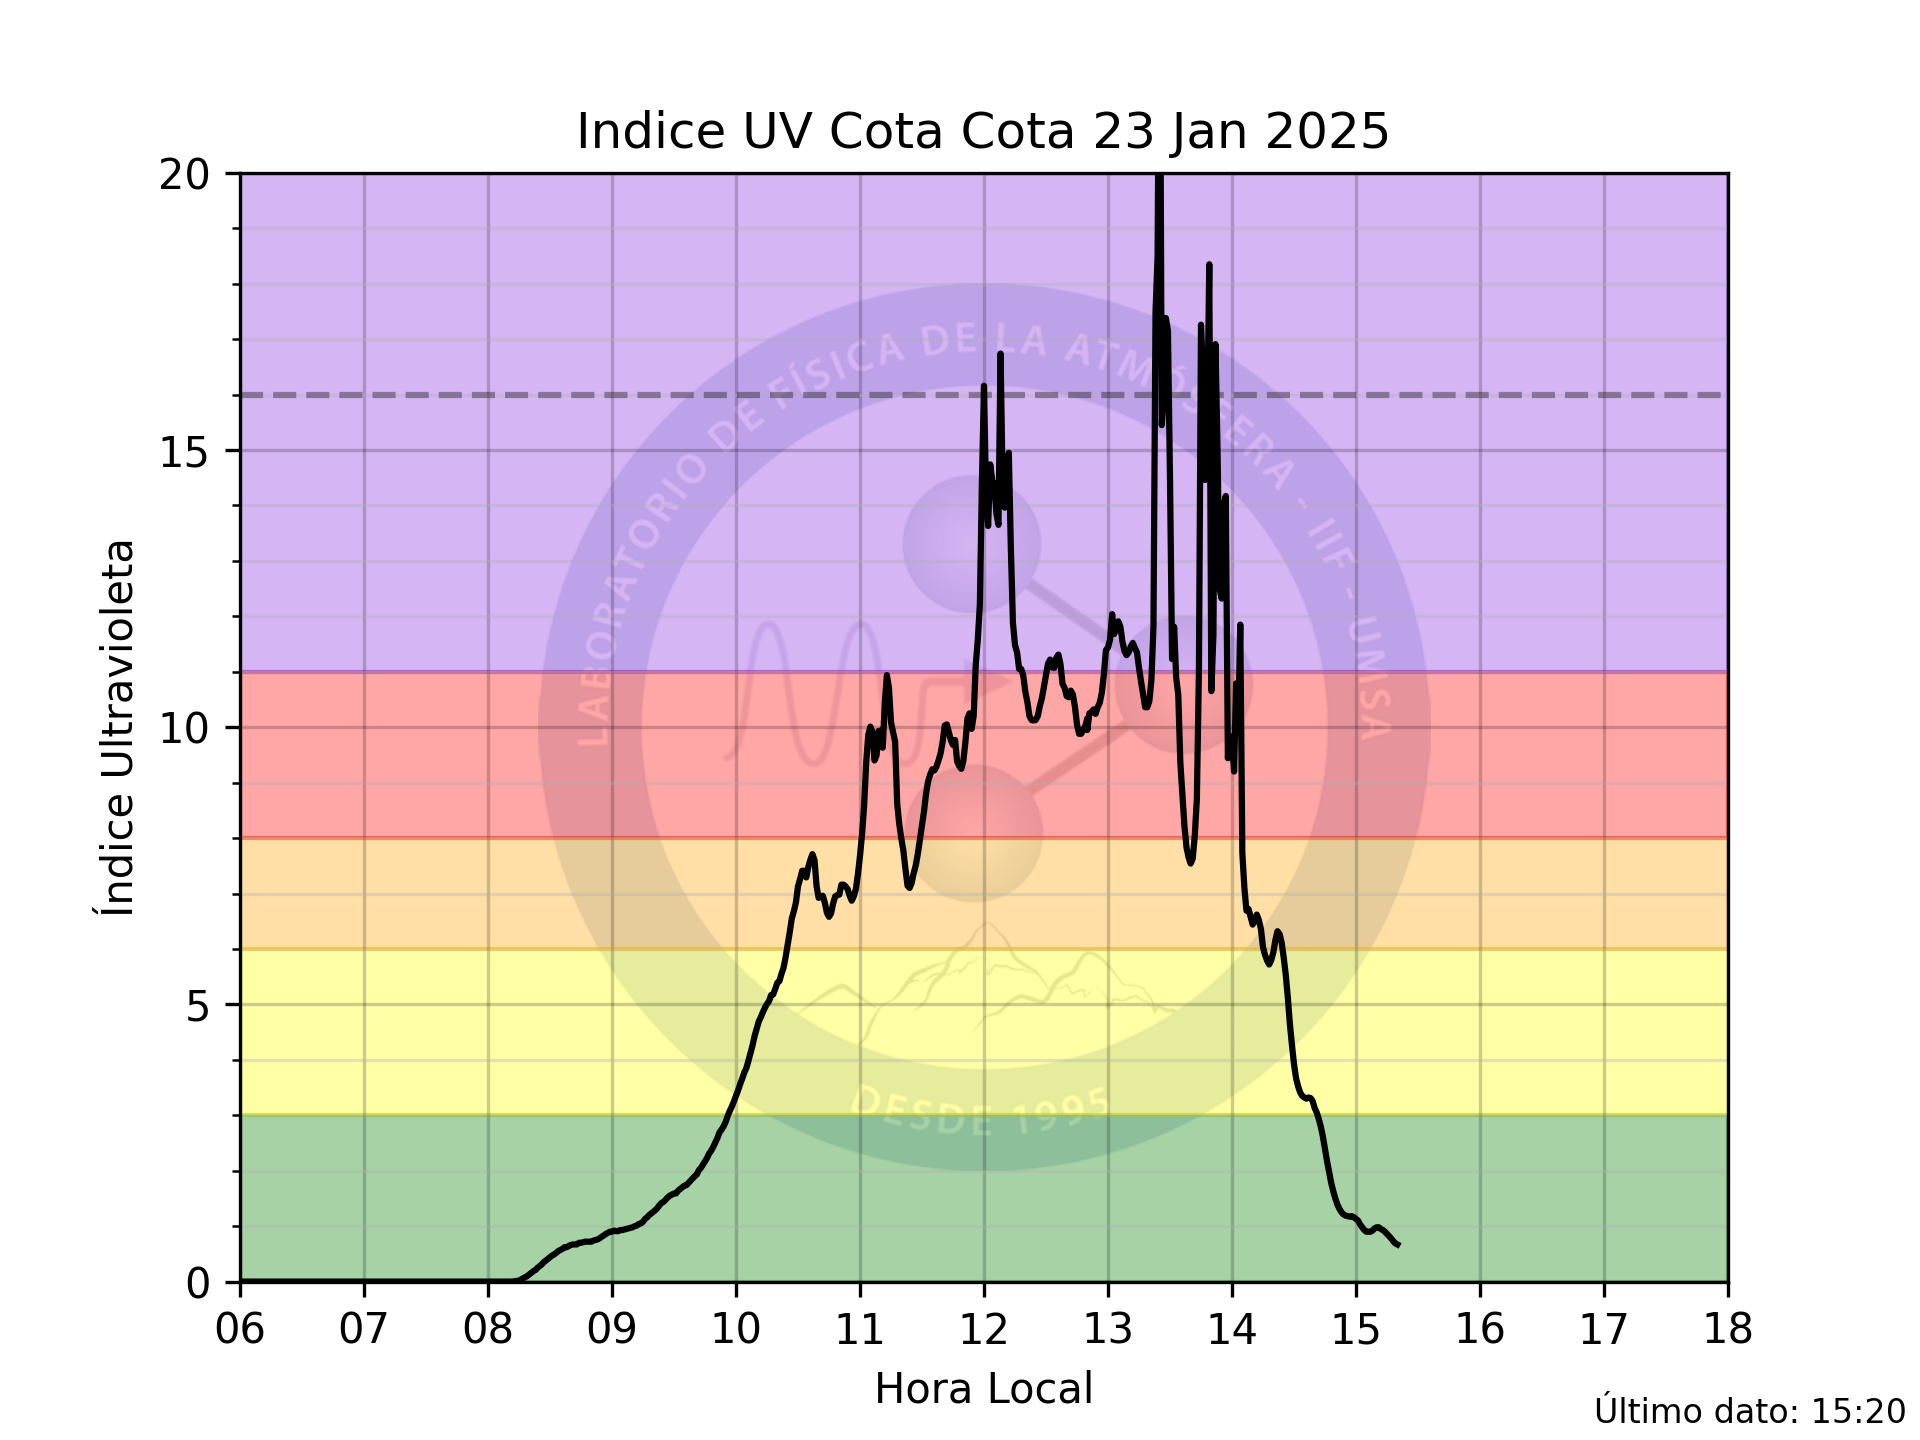 Indice UV Cota Cota 23 Jan 2025
20
15
10
5
0
Índice Ultravioleta
LABORATORIO DE FÍSICA DE LA ATMÓSFERA - IIF - UMSA
DESDE 1995
06 07 08 09 10 11 12 13 14 15 16 17 18
Hora Local
Último dato: 15:20